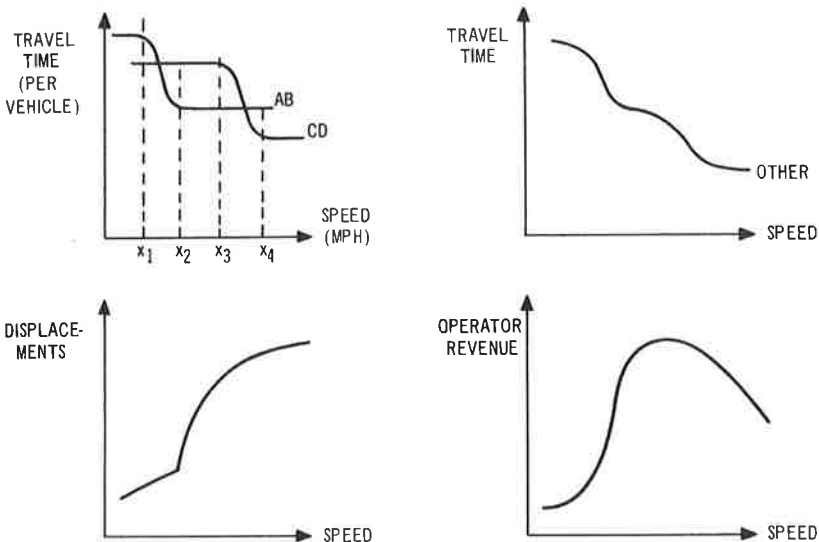 TRAVEL
TIME
(PER
VEHICLE)
AB
CD
SPEED
(MPH)
x1 x2 x3 x4
TRAVEL
TIME
OTHER
SPEED
DISPLACE-
MENTS
SPEED
OPERATOR
REVENUE
SPEED